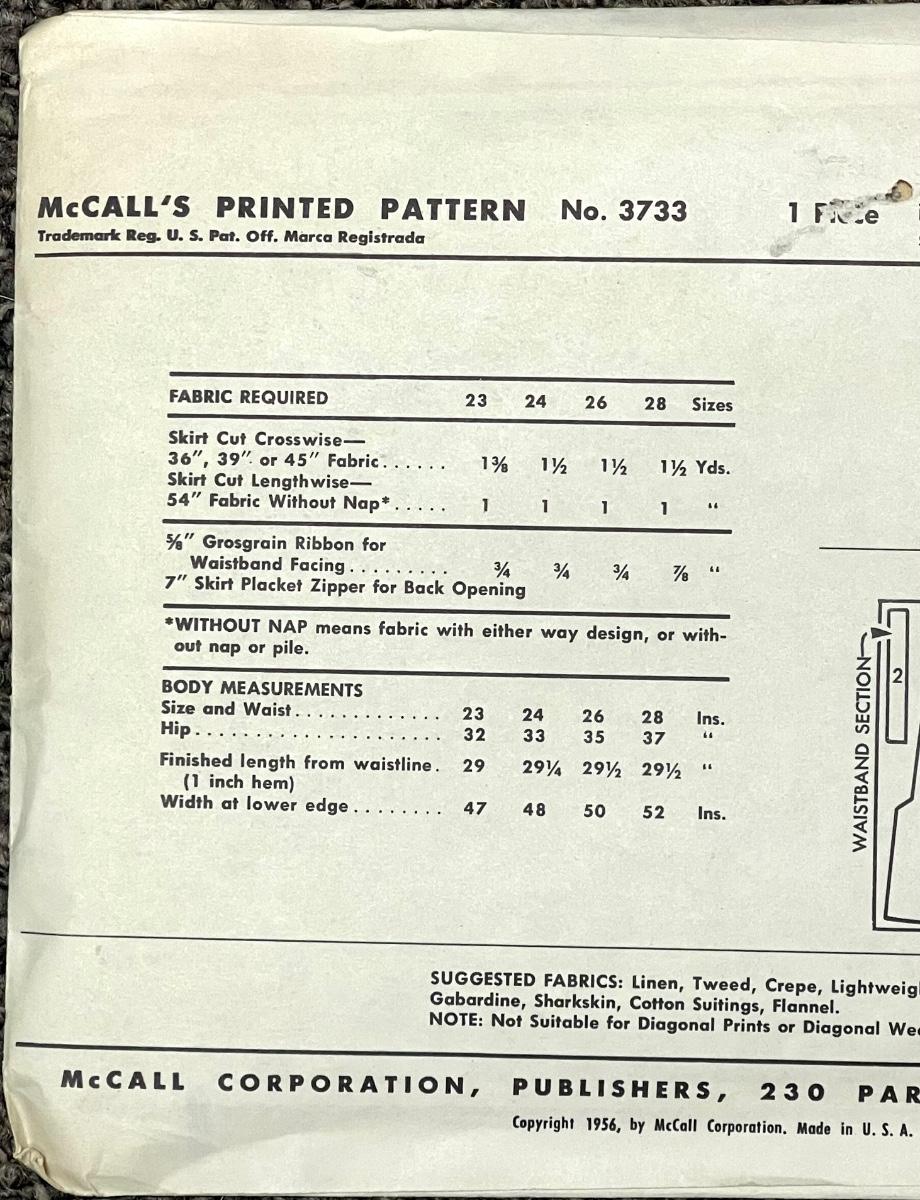 McCALL'S PRINTED PATTERN No. 3733 1
Trademark Reg. U. S. Pat. Off. Marca Registrada
FABRIC REQUIRED 23 24 26 28 Sizes
Skirt Cut Crosswise—
36", 39" or 45" Fabric...... 1⅜ 1½ 1½ 1½ Yds.
Skirt Cut Lengthwise—
54" Fabric Without Nap*..... 1 1 1 1 "
⅝" Grosgrain Ribbon for
Waistband Facing......... ¾ ¾ ¾ ⅞ "
7" Skirt Placket Zipper for Back Opening
*WITHOUT NAP means fabric with either way design, or with-
out nap or pile.
BODY MEASUREMENTS
Size and Waist............. 23 24 26 28 Ins.
Hip...................... 32 33 35 37 "
Finished length from waistline. 29 29¼ 29½ 29½ "
(1 inch hem)
Width at lower edge........ 47 48 50 52 Ins.
WAISTBAND SECTION
2
SUGGESTED FABRICS: Linen, Tweed, Crepe, Lightweig
Gabardine, Sharkskin, Cotton Suitings, Flannel.
NOTE: Not Suitable for Diagonal Prints or Diagonal We
McCALL CORPORATION, PUBLISHERS, 230 PAR
Copyright 1956, by McCall Corporation. Made in U. S. A.